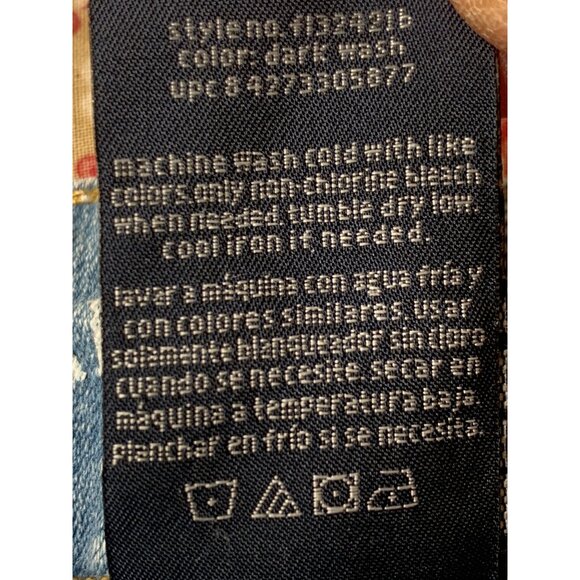 style no. fl32421b
color: dark wash
upc 8 4273305877
machine wash cold with like
colors only non-chlorine bleach
when needed tumble dry low.
cool iron if needed.
lavar a máquina con agua fría y
con colores similares. usar
solamente blanqueador sin cloro
cuando se necesite. secar en
máquina a temperatura baja.
planchar en frío si se necesita.